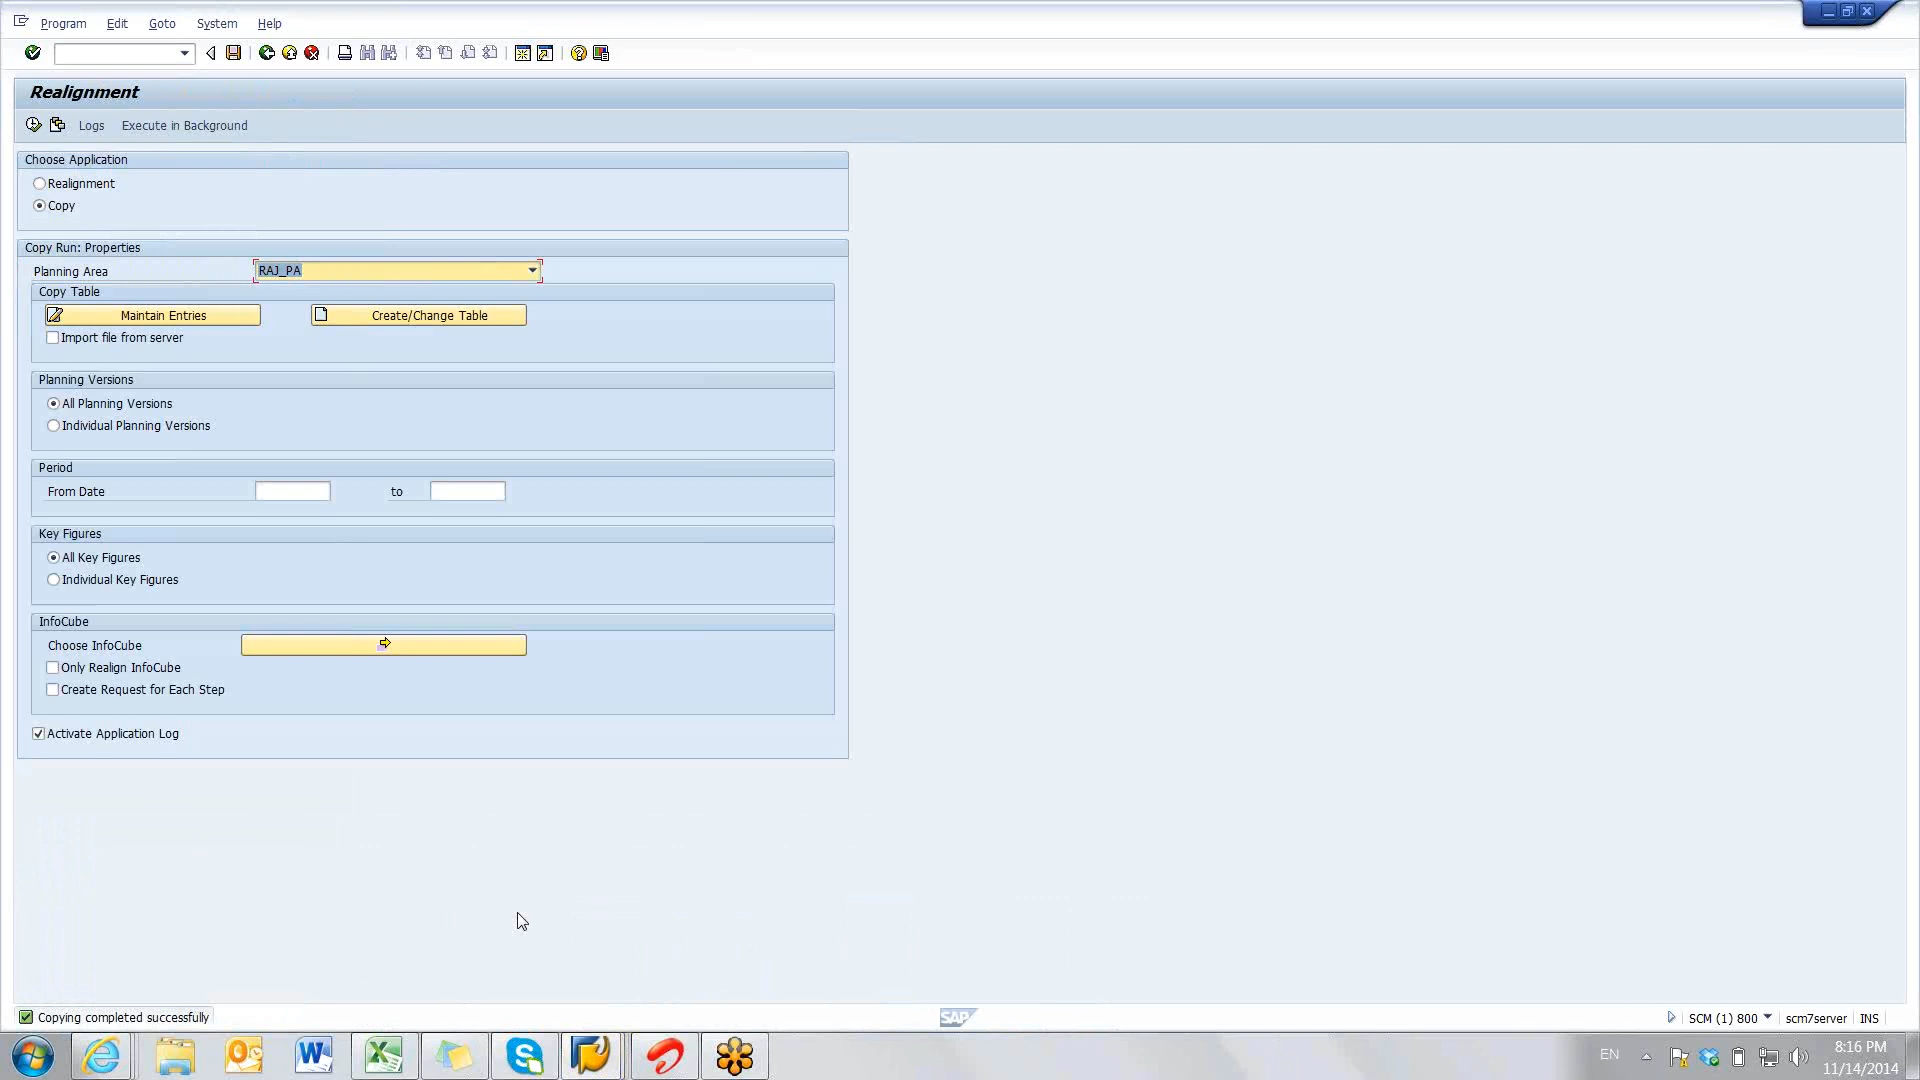 Program Edit Goto System Help
Realignment
Logs Execute in Background
Choose Application
Realignment
Copy
Copy Run: Properties
Planning Area RAJ_PA
Copy Table
Maintain Entries Create/Change Table
Import file from server
Planning Versions
All Planning Versions
Individual Planning Versions
Period
From Date to
Key Figures
All Key Figures
Individual Key Figures
InfoCube
Choose InfoCube
Only Realign InfoCube
Create Request for Each Step
Activate Application Log
Copying completed successfully SAP SCM (1) 800 scm7server INS
EN 8:16 PM
11/14/2014